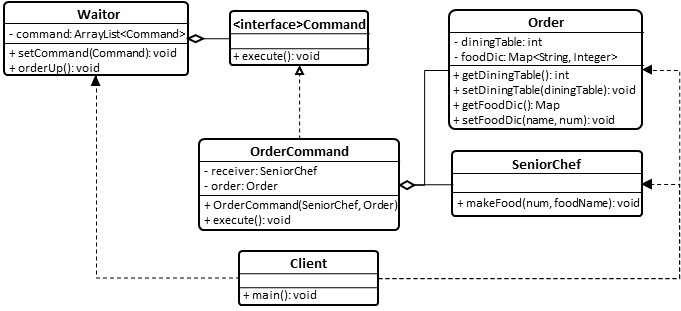 Waitor
- command: ArrayList<Command>
+ setCommand(Command): void
+ orderUp(): void
<interface>Command
+ execute(): void
Order
- diningTable: int
- foodDic: Map<String, Integer>
+ getDiningTable(): int
+ setDiningTable(diningTable): void
+ getFoodDic(): Map
+ setFoodDic(name, num): void
OrderCommand
- receiver: SeniorChef
- order: Order
+ OrderCommand(SeniorChef, Order)
+ execute(): void
SeniorChef
+ makeFood(num, foodName): void
Client
+ main(): void